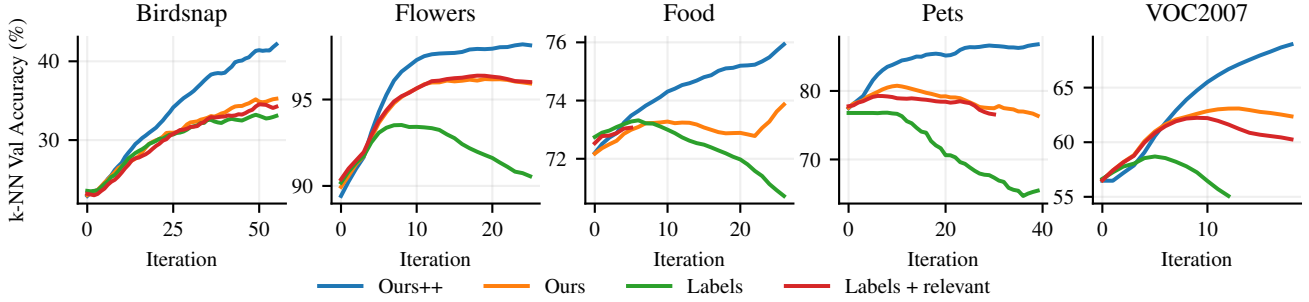 Birdsnap Flowers Food Pets VOC2007
k-NN Val Accuracy (%)
40
30
0 25 50
Iteration
95
90
0 10 20
Iteration
76
74
72
0 10 20
Iteration
80
70
0 10 20 30 40
Iteration
65
60
55
0 10
Iteration
Ours++ Ours Labels Labels + relevant